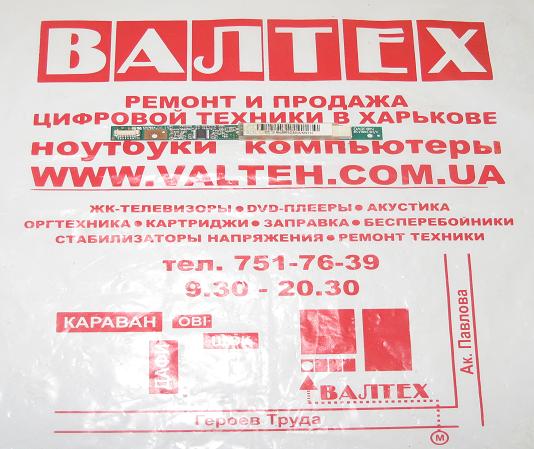 ВАЛТЕХ
РЕМОНТ И ПРОДАЖА
ЦИФРОВОЙ ТЕХНИКИ В ХАРЬКОВЕ
ноутбуки компьютеры
WWW.VALTEH.COM.UA
ЖК-ТЕЛЕВИЗОРЫ • DVD-ПЛЕЕРЫ • АКУСТИКА
ОРГТЕХНИКА • КАРТРИДЖИ • ЗАПРАВКА • БЕСПЕРЕБОЙНИКИ
СТАБИЛИЗАТОРЫ НАПРЯЖЕНИЯ • РЕМОНТ ТЕХНИКИ
тел. 751-76-39
9.30 - 20.30
КАРАВАН
ОВІ
ДАФИ
ВАЛТЕХ
Ак. Павлова
Героев Труда
М